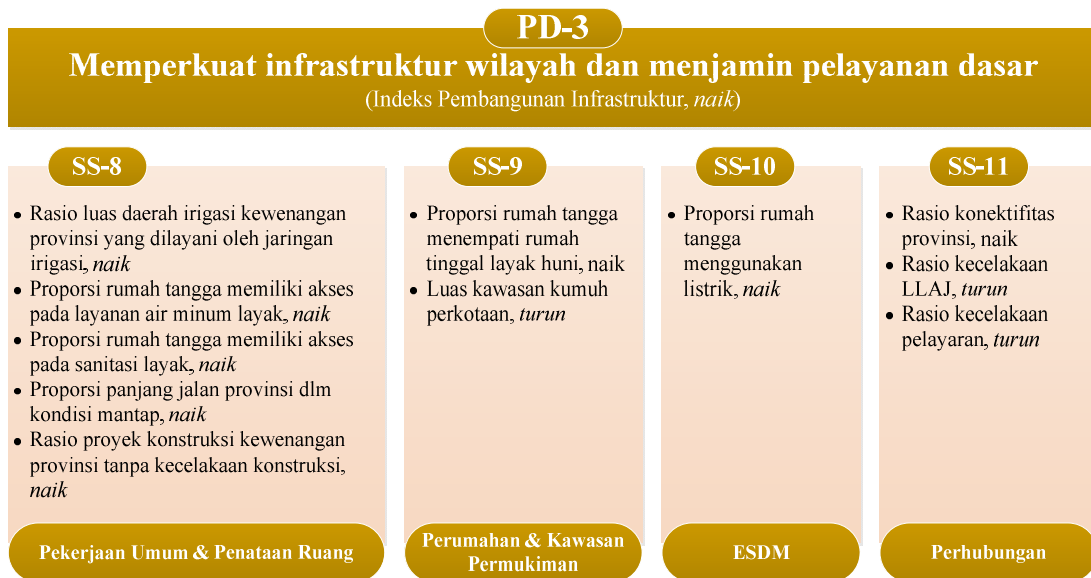 PD-3
Memperkuat infrastruktur wilayah dan menjamin pelayanan dasar
(Indeks Pembangunan Infrastruktur, naik)
SS-8
• Rasio luas daerah irigasi kewenangan
provinsi yang dilayani oleh jaringan
irigasi, naik
• Proporsi rumah tangga memiliki akses
pada layanan air minum layak, naik
• Proporsi rumah tangga memiliki akses
pada sanitasi layak, naik
• Proporsi panjang jalan provinsi dlm
kondisi mantap, naik
• Rasio proyek konstruksi kewenangan
provinsi tanpa kecelakaan konstruksi,
naik
Pekerjaan Umum & Penataan Ruang
SS-9
• Proporsi rumah tangga
menempati rumah
tinggal layak huni, naik
• Luas kawasan kumuh
perkotaan, turun
Perumahan & Kawasan
Permukiman
SS-10
• Proporsi rumah
tangga
menggunakan
listrik, naik
ESDM
SS-11
• Rasio konektifitas
provinsi, naik
• Rasio kecelakaan
LLAJ, turun
• Rasio kecelakaan
pelayaran, turun
Perhubungan